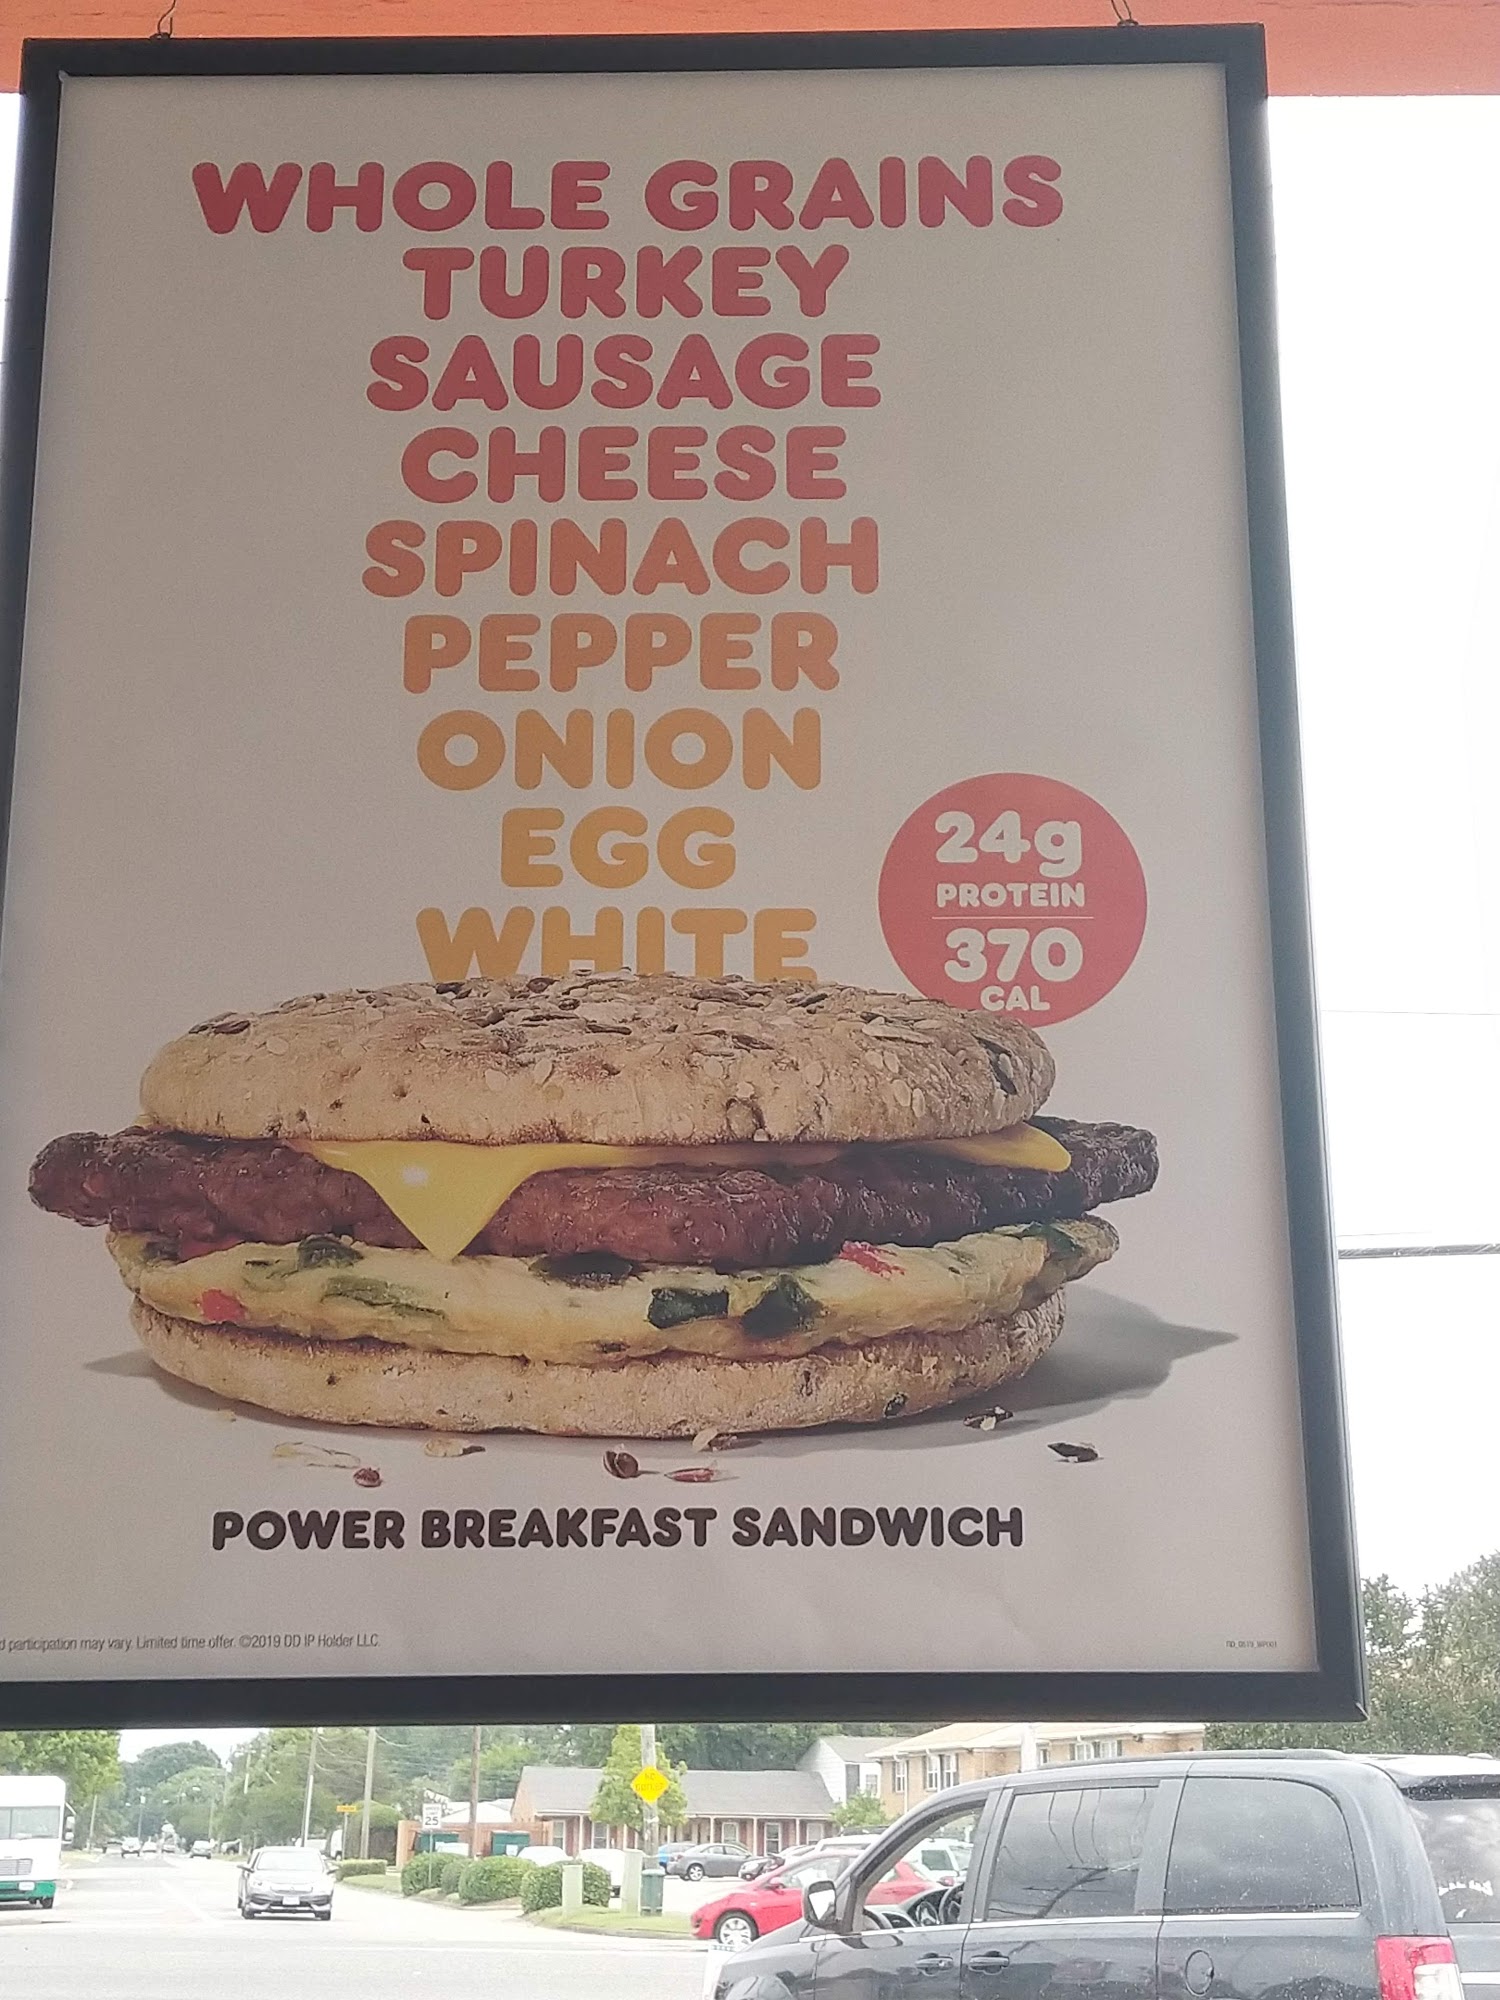 WHOLE GRAINS
TURKEY
SAUSAGE
CHEESE
SPINACH
PEPPER
ONION
EGG
WHITE
24g
PROTEIN
370
CAL
POWER BREAKFAST SANDWICH
participation may vary. Limited time offer. ©2019 DD IP Holder LLC.
25